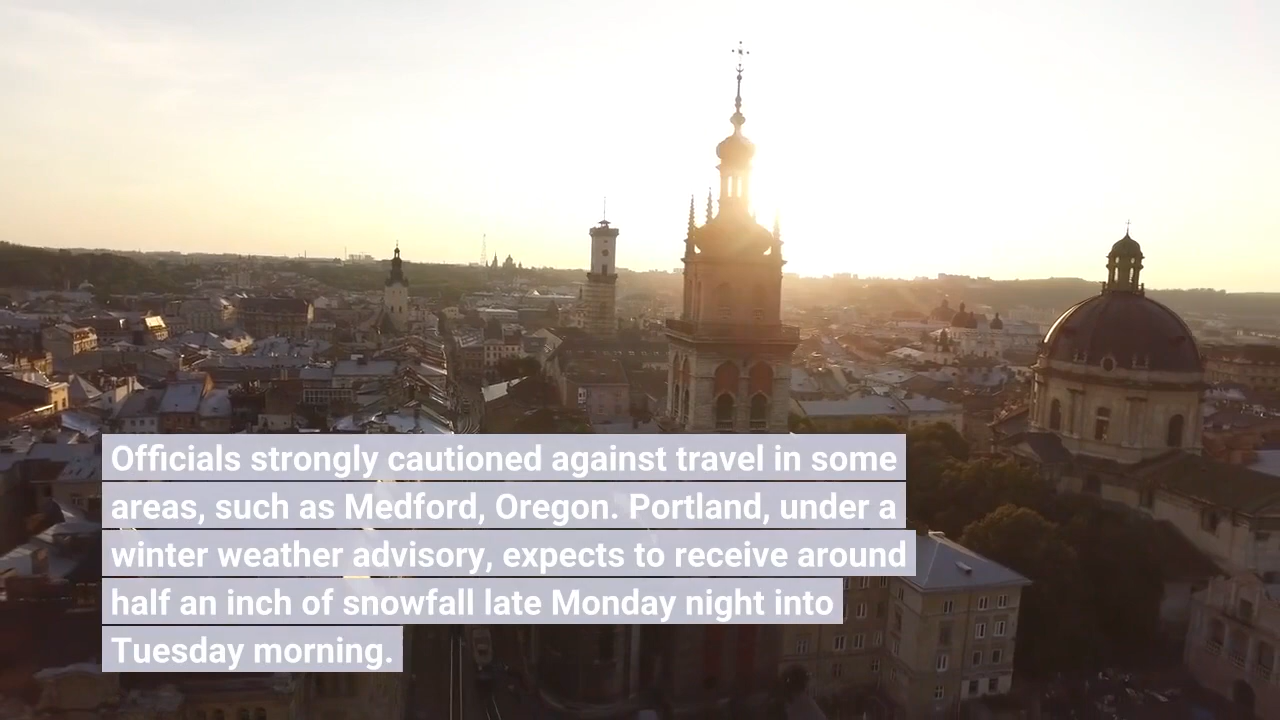 Officials strongly cautioned against travel in some
areas, such as Medford, Oregon. Portland, under a
winter weather advisory, expects to receive around
half an inch of snowfall late Monday night into
Tuesday morning.